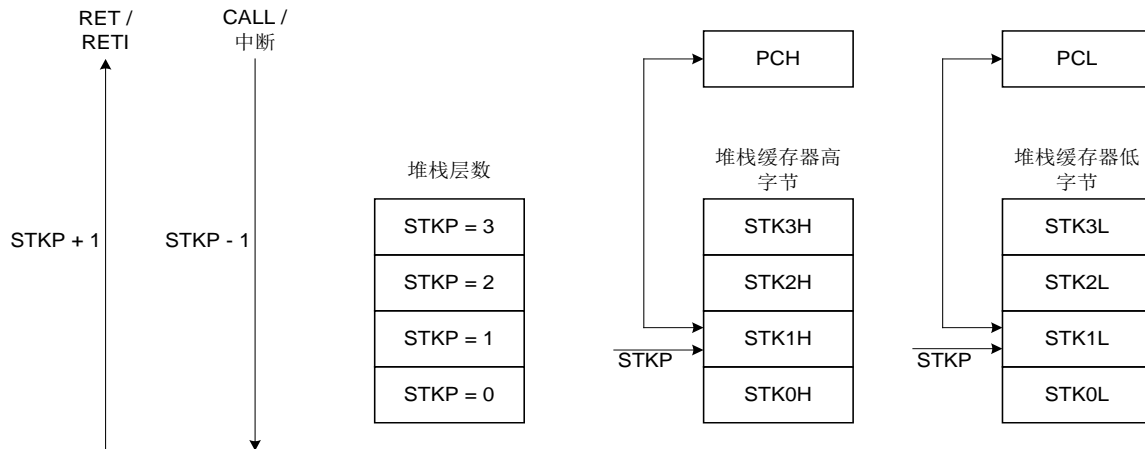 RET /
RETI
CALL /
中断
STKP + 1
STKP - 1
堆栈层数
STKP = 3
STKP = 2
STKP = 1
STKP = 0
PCH
堆栈缓存器高
字节
STK3H
STK2H
STK1H
STK0H
STKP
PCL
堆栈缓存器低
字节
STK3L
STK2L
STK1L
STK0L
STKP